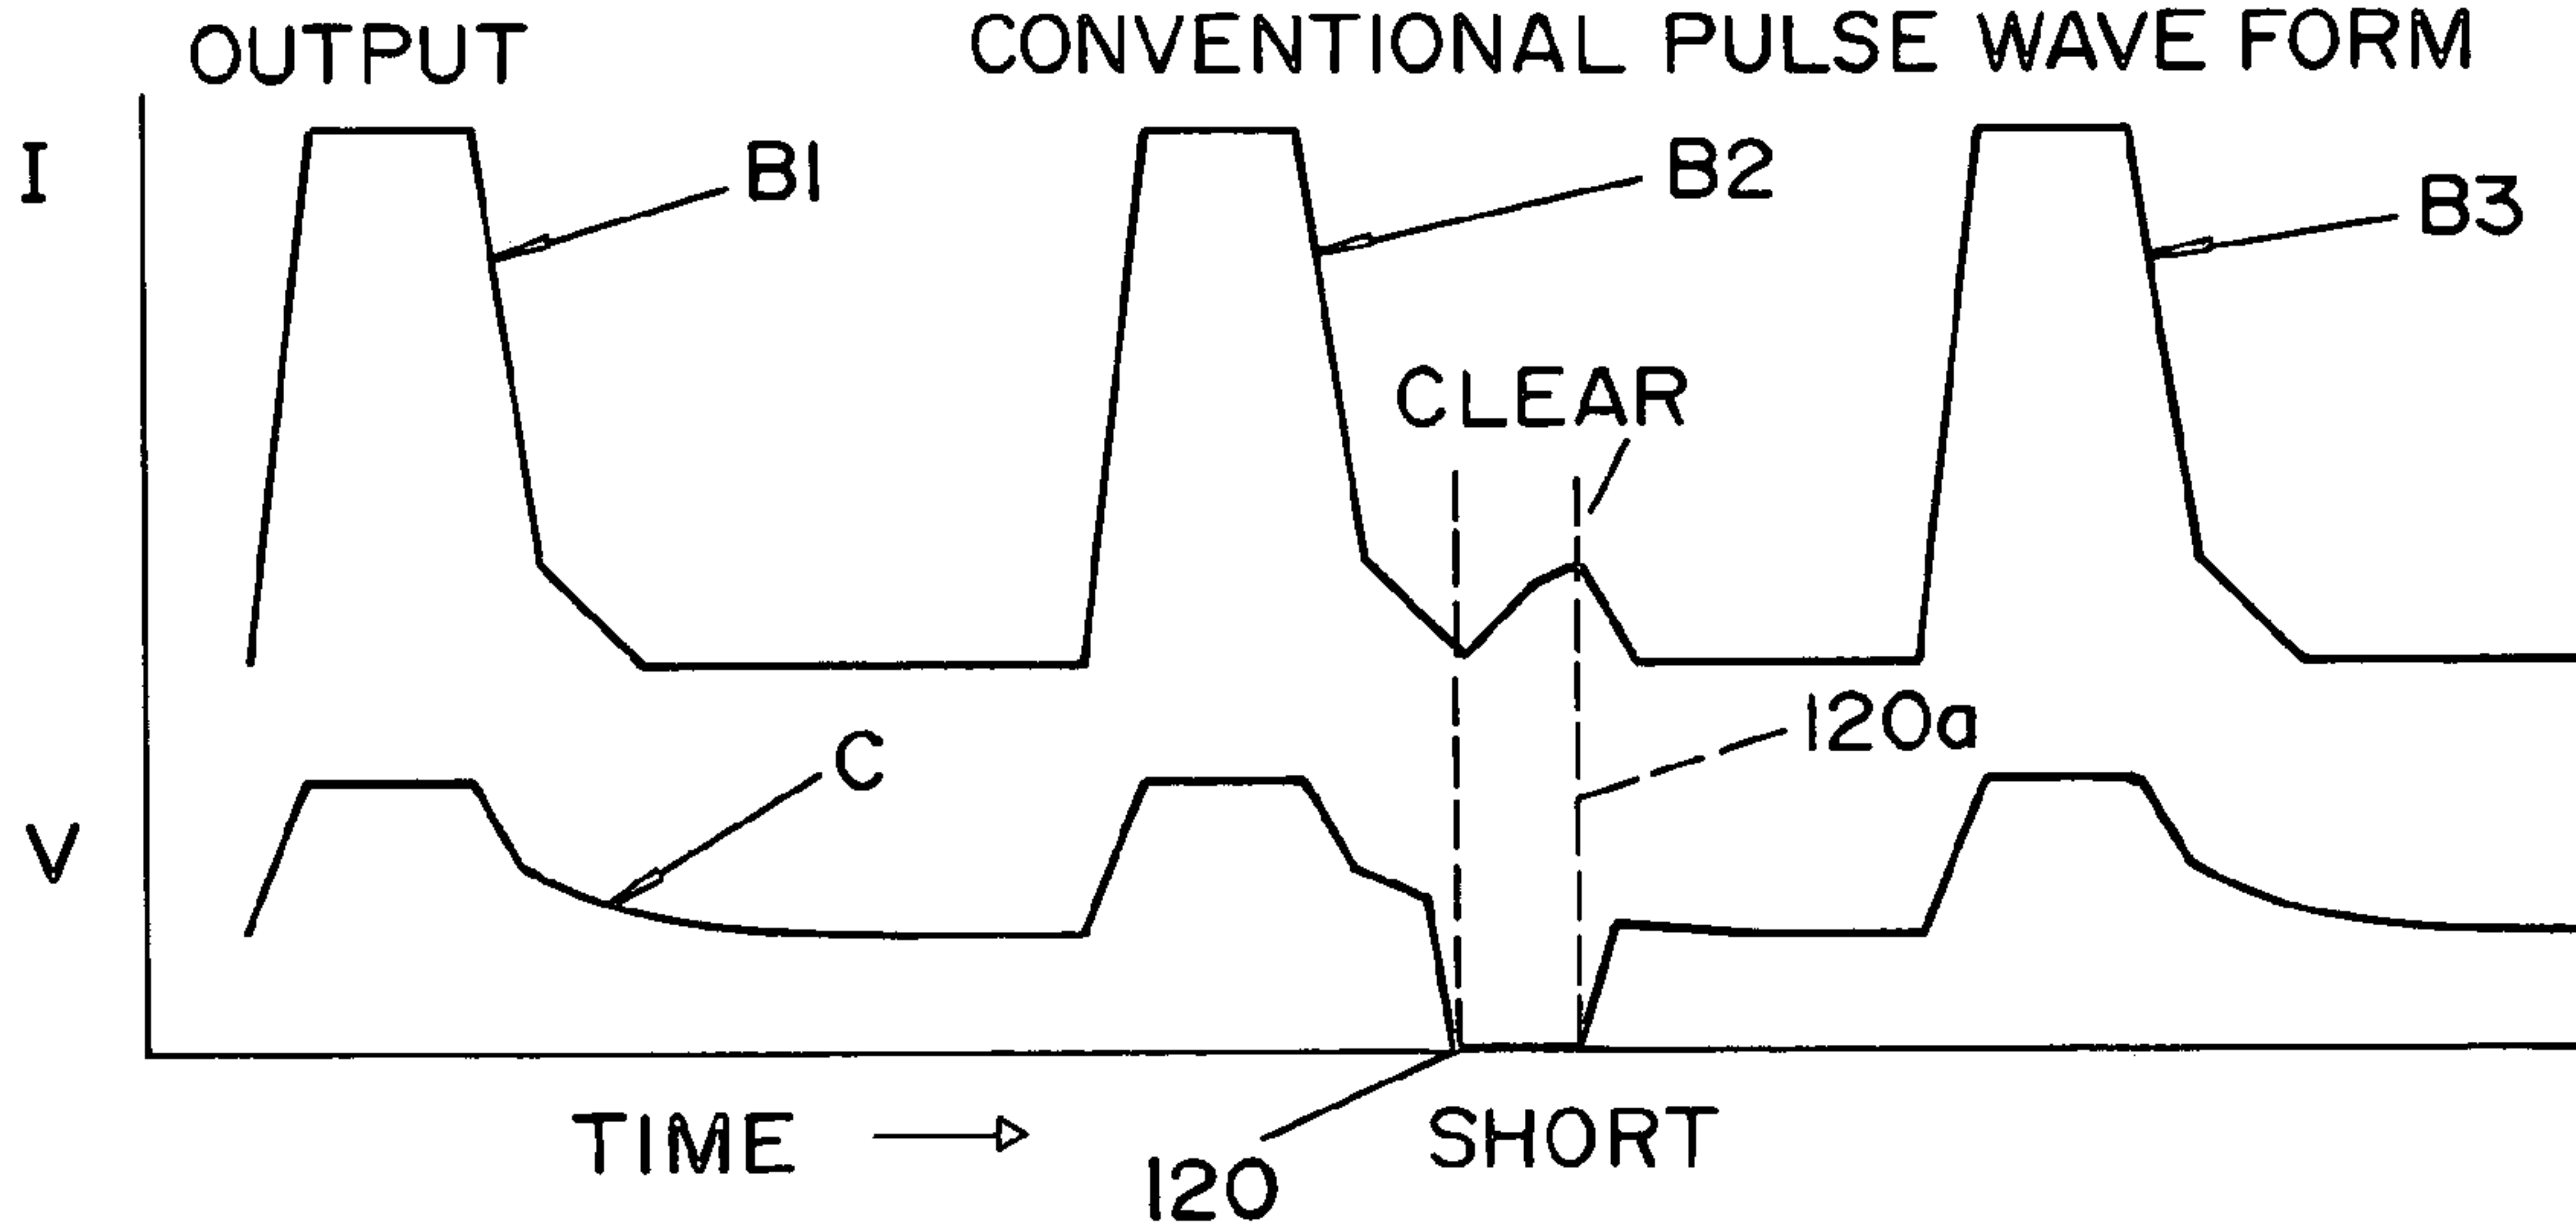 OUTPUT
CONVENTIONAL PULSE WAVE FORM
I
B1
B2
B3
CLEAR
120a
C
V
TIME
SHORT
120